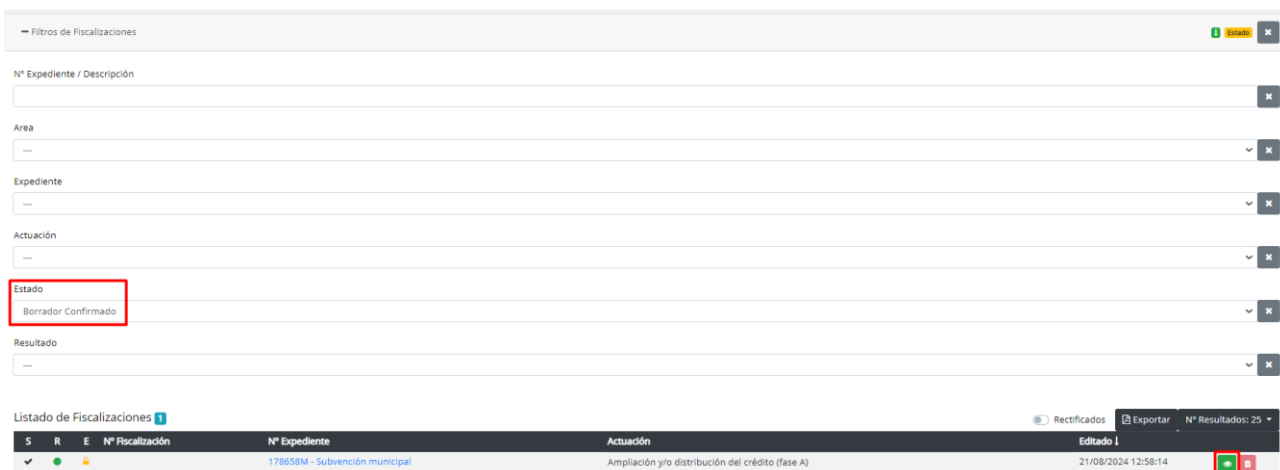 Filtros de Fiscalizaciones Estado
Nº Expediente / Descripción
Area
---
Expediente
---
Actuación
---
Estado
Borrador Confirmado
Resultado
---
Listado de Fiscalizaciones 1 Rectificados Exportar Nº Resultados: 25
S R E Nº Fiscalización Nº Expediente Actuación Editado
178658M - Subvención municipal Ampliación y/o distribución del crédito (fase A) 21/08/2024 12:58:14